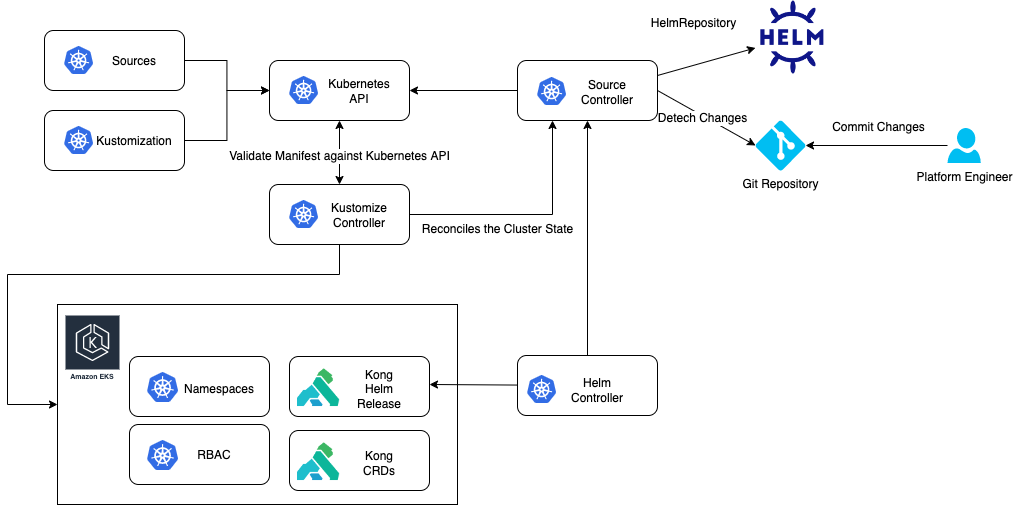 HelmRepository
HELM
Sources
Kubernetes
API
Source
Controller
Detech Changes
Commit Changes
Kustomization
Validate Manifest against Kubernetes API
Git Repository
Platform Engineer
Kustomize
Controller
Reconciles the Cluster State
K
Amazon EKS
Namespaces
Kong
Helm
Release
Helm
Controller
RBAC
Kong
CRDs